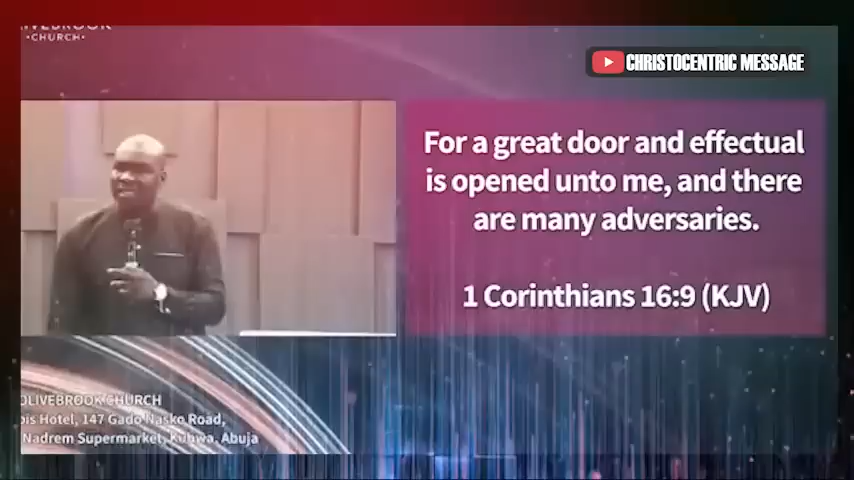 •CHURCH•
CHRISTOCENTRIC MESSAGE
For a great door and effectual
is opened unto me, and there
are many adversaries.
1 Corinthians 16:9 (KJV)
OLIVEBROOK CHURCH
Hotel, 147 Gado Nasko Road,
Nadrem Supermarket, Kubwa, Abuja